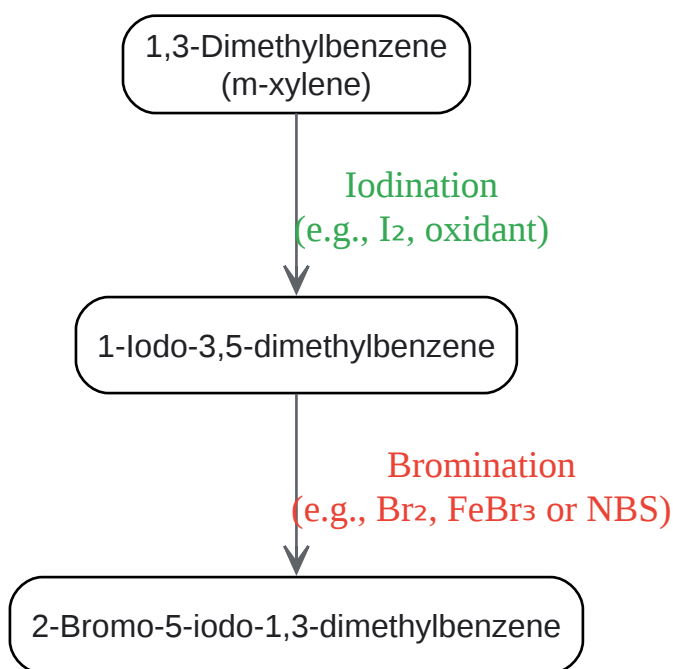 1,3-Dimethylbenzene
(m-xylene)
Iodination
(e.g., I₂, oxidant)
1-Iodo-3,5-dimethylbenzene
Bromination
(e.g., Br₂, FeBr₃ or NBS)
2-Bromo-5-iodo-1,3-dimethylbenzene